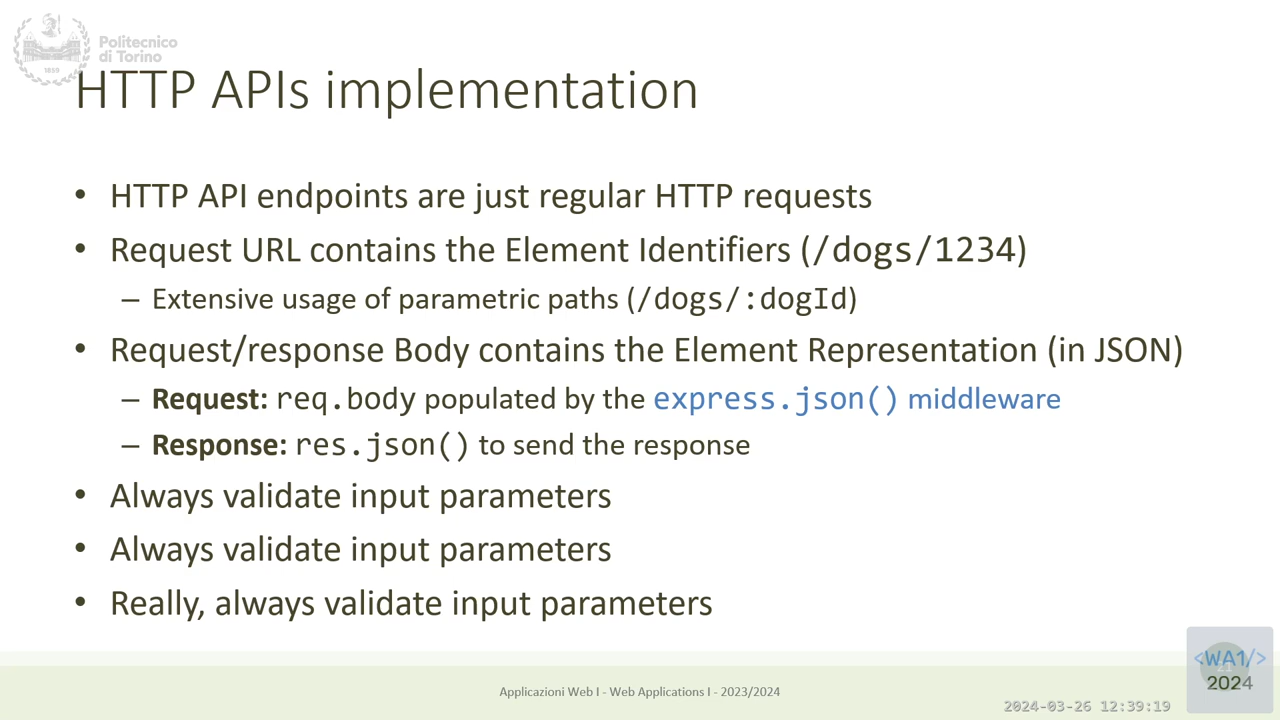 Politecnico
di Torino
1859
HTTP APIs implementation
• HTTP API endpoints are just regular HTTP requests
• Request URL contains the Element Identifiers (/dogs/1234)
– Extensive usage of parametric paths (/dogs/:dogId)
• Request/response Body contains the Element Representation (in JSON)
– Request: req.body populated by the express.json() middleware
– Response: res.json() to send the response
• Always validate input parameters
• Always validate input parameters
• Really, always validate input parameters
<WA1/>
2024
Applicazioni Web I - Web Applications I - 2023/2024
2024-03-26 12:39:19